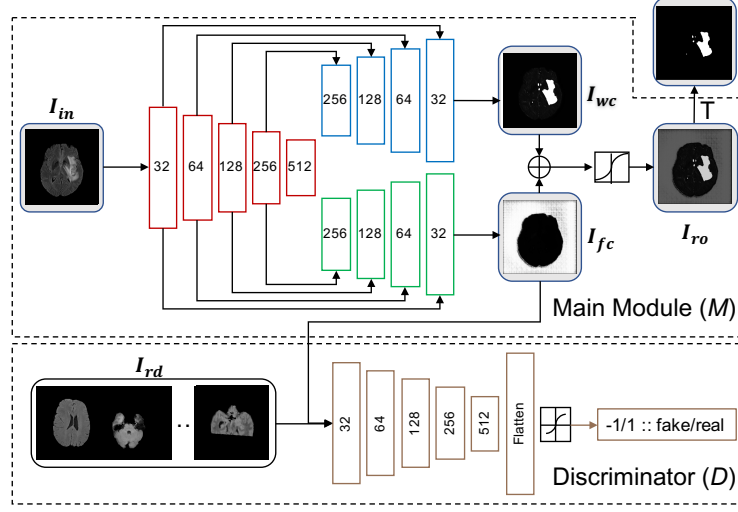 I_in
32 64 128 256 512
256 128 64 32
I_wc
T
256 128 64 32
I_fc
I_ro
Main Module (M)
I_rd
..
32 64 128 256 512 Flatten
-1/1 :: fake/real
Discriminator (D)